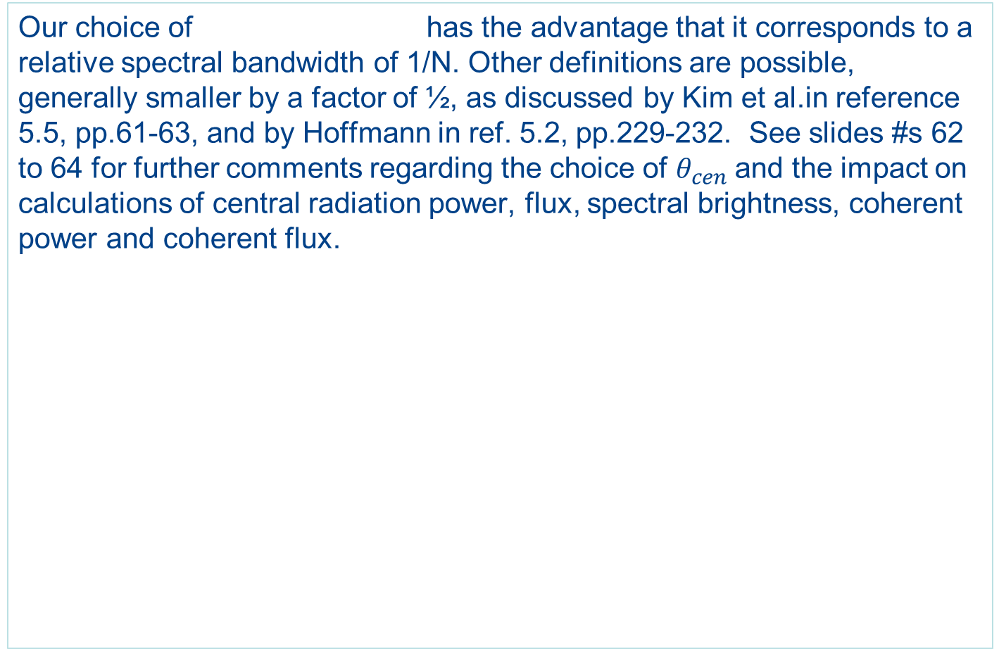 Our choice of has the advantage that it corresponds to a
relative spectral bandwidth of 1/N. Other definitions are possible,
generally smaller by a factor of ½, as discussed by Kim et al.in reference
5.5, pp.61-63, and by Hoffmann in ref. 5.2, pp.229-232. See slides #s 62
to 64 for further comments regarding the choice of θ_cen and the impact on
calculations of central radiation power, flux, spectral brightness, coherent
power and coherent flux.